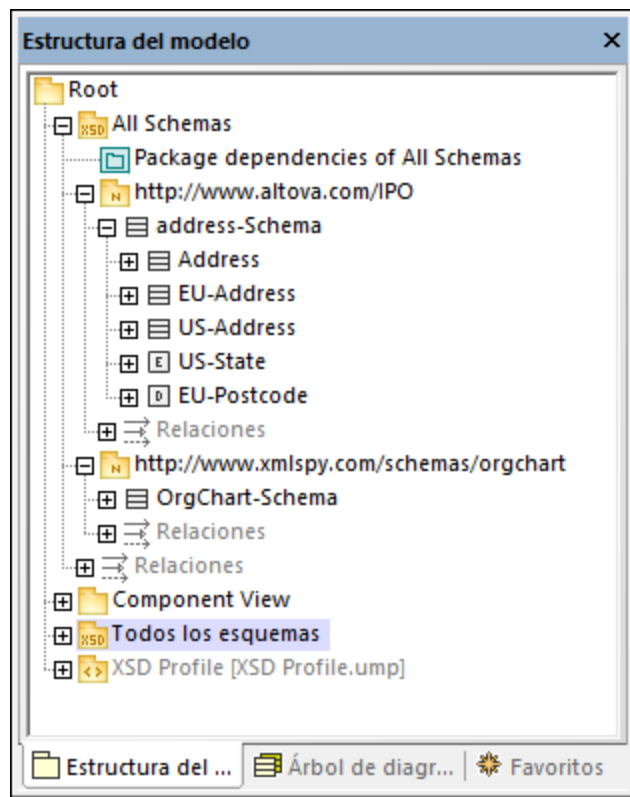 Estructura del modelo
Root
XSD All Schemas
Package dependencies of All Schemas
N http://www.altova.com/IPO
address-Schema
Address
EU-Address
US-Address
E US-State
D EU-Postcode
Relaciones
N http://www.xmlspy.com/schemas/orgchart
OrgChart-Schema
Relaciones
Relaciones
Component View
XSD Todos los esquemas
XSD Profile [XSD Profile.ump]
Estructura del ... Árbol de diagr... Favoritos